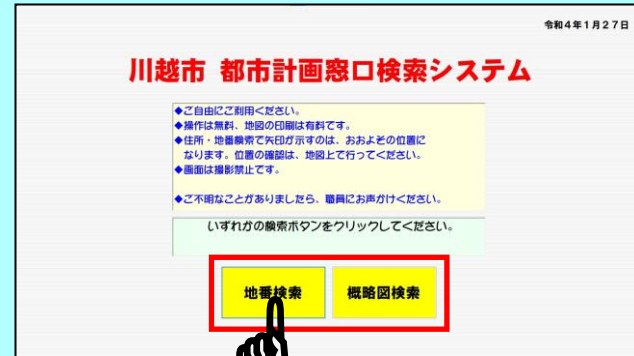 令和4年1月27日
川越市 都市計画窓口検索システム
◆ご自由にご利用ください。
◆操作は無料、地図の印刷は有料です。
◆住所・地番検索で矢印が示すのは、おおよその位置に
なります。位置の確認は、地図上で行ってください。
◆画面は撮影禁止です。
◆ご不明なことがありましたら、職員にお声がけください。
いずれかの検索ボタンをクリックしてください。
地番検索 概略図検索